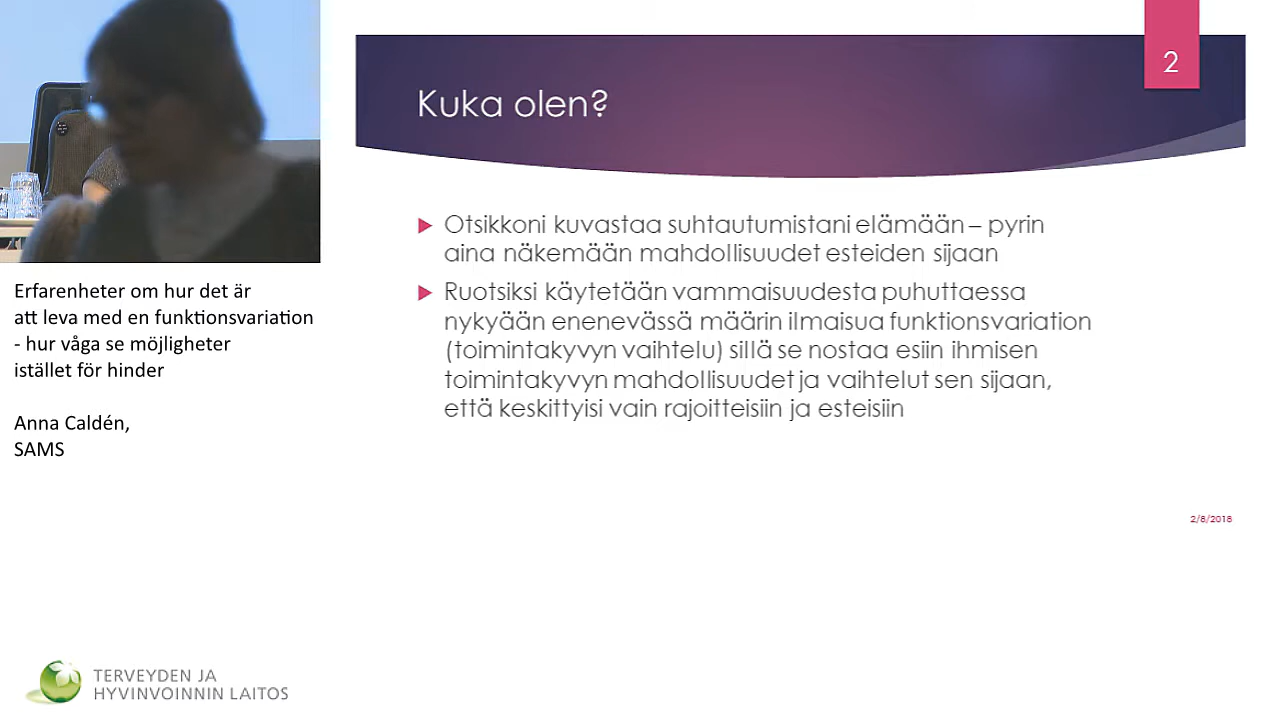 2
Kuka olen?
Otsikkoni kuvastaa suhtautumistani elämään – pyrin
aina näkemään mahdollisuudet esteiden sijaan
Ruotsiksi käytetään vammaisuudesta puhuttaessa
nykyään enenevässä määrin ilmaisua funktionsvariation
(toimintakyvyn vaihtelu) sillä se nostaa esiin ihmisen
toimintakyvyn mahdollisuudet ja vaihtelut sen sijaan,
että keskittyisi vain rajoitteisiin ja esteisiin
2/8/2018
Erfarenheter om hur det är
att leva med en funktionsvariation
- hur våga se möjligheter
istället för hinder
Anna Caldén,
SAMS
TERVEYDEN JA
HYVINVOINNIN LAITOS